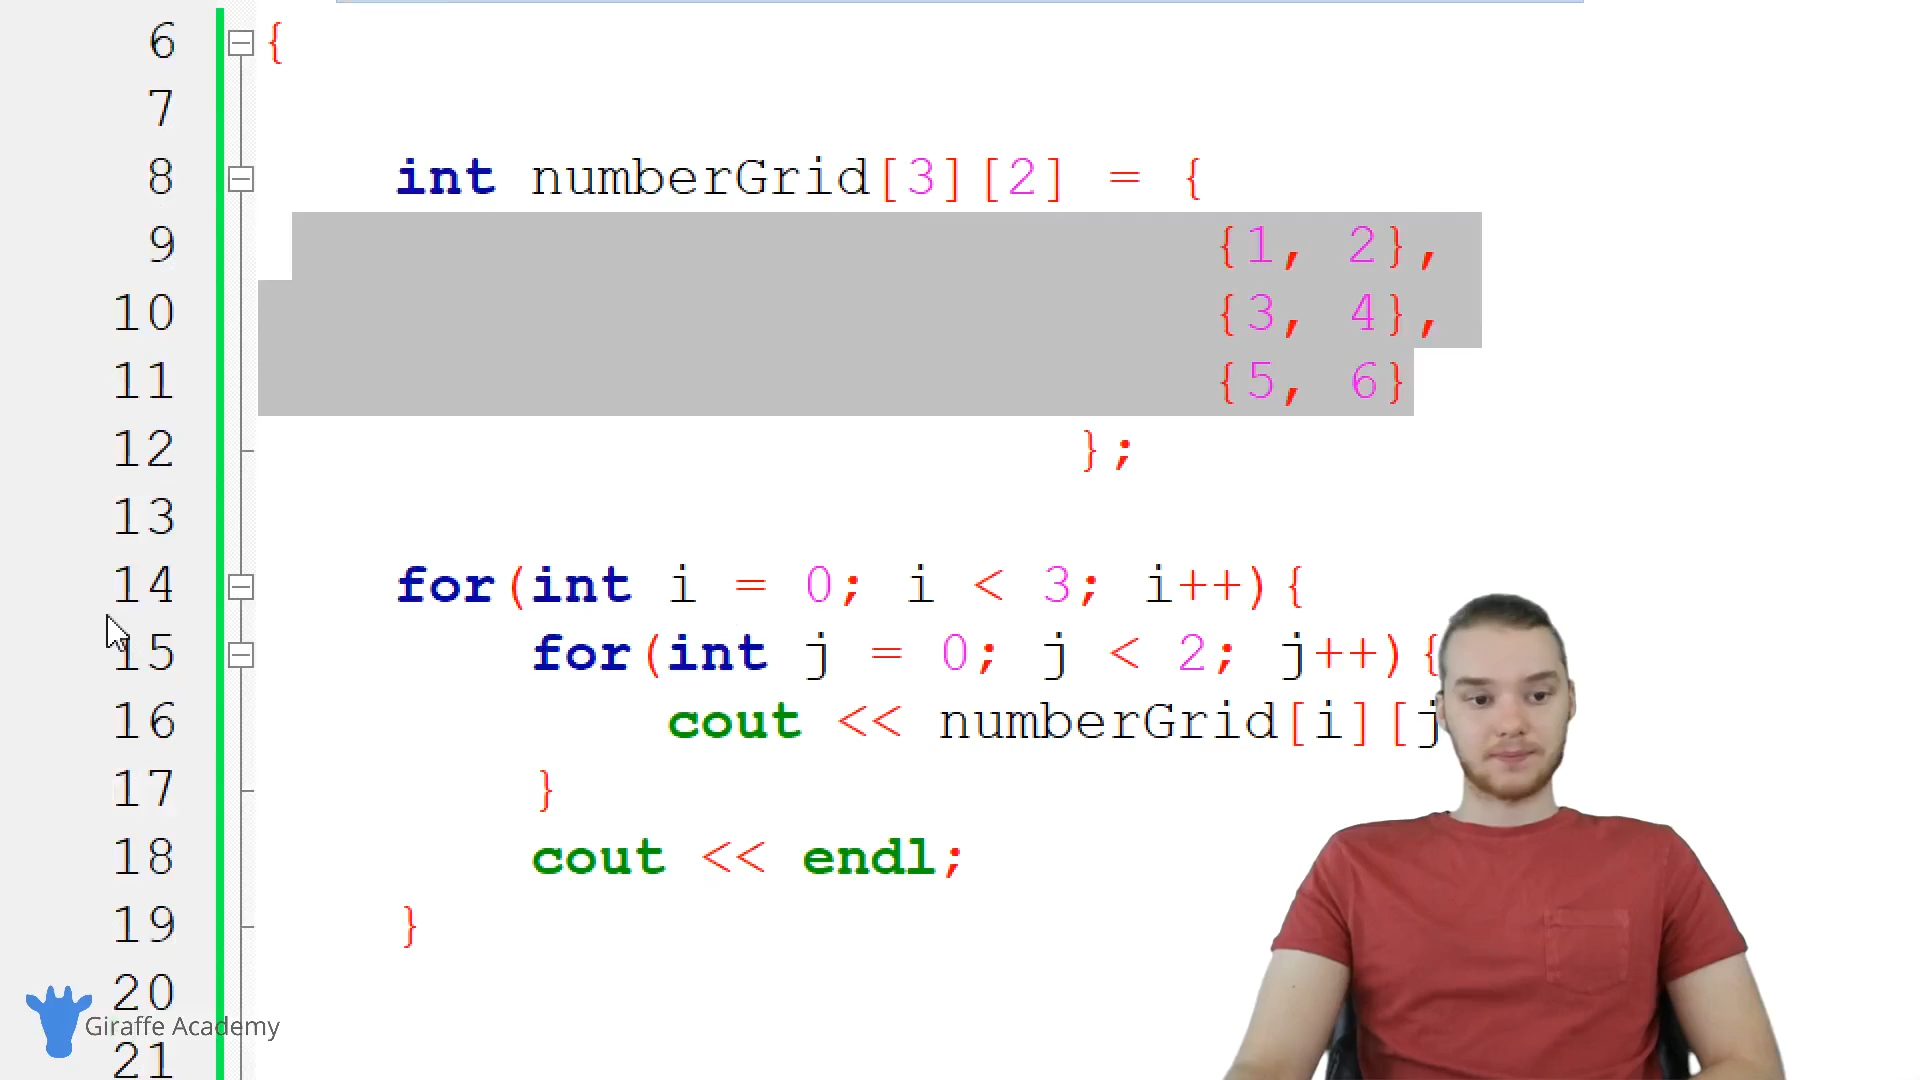 6 {
7
8 int numberGrid[3][2] = {
9 {1, 2},
10 {3, 4},
11 {5, 6}
12 };
13
14 for(int i = 0; i < 3; i++){
15 for(int j = 0; j < 2; j++){
16 cout << numberGrid[i][j
17 }
18 cout << endl;
19 }
20
Giraffe Academy
21